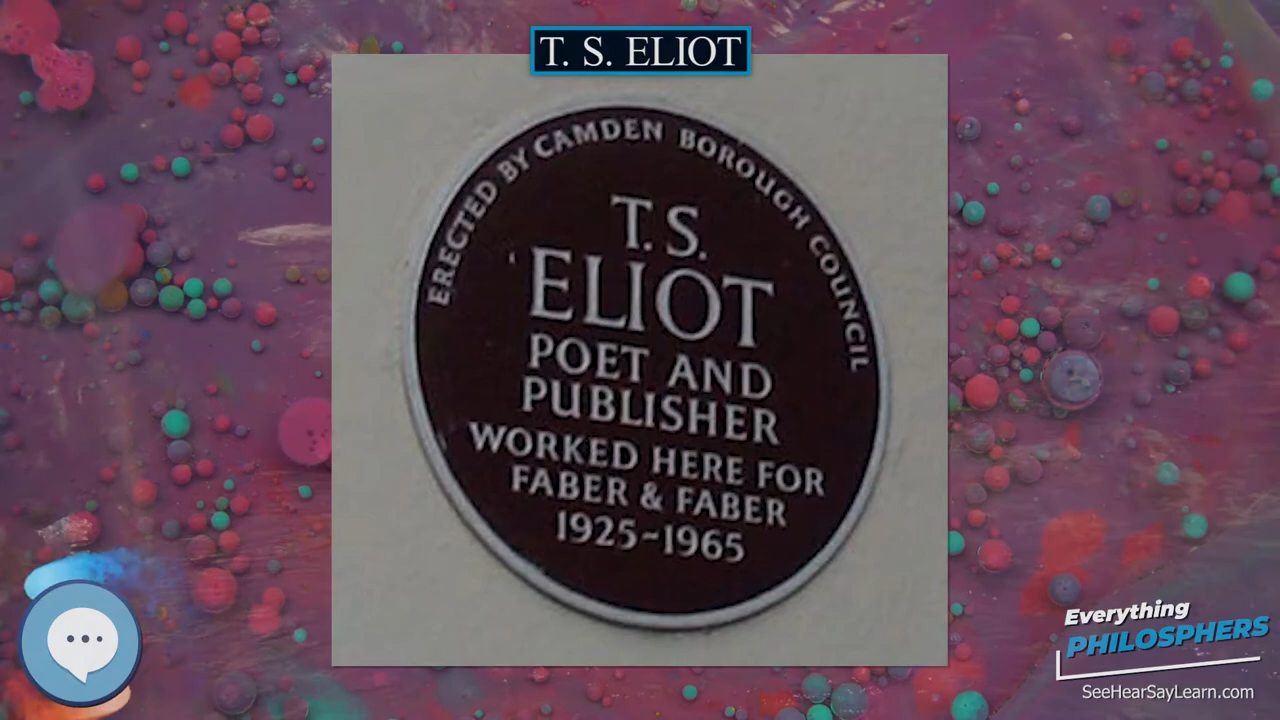 T. S. ELIOT
ERECTED BY CAMDEN BOROUGH COUNCIL
T. S.
ELIOT
POET AND
PUBLISHER
WORKED HERE FOR
FABER & FABER
1925~1965
Everything
PHILOSPHERS
SeeHearSayLearn.com